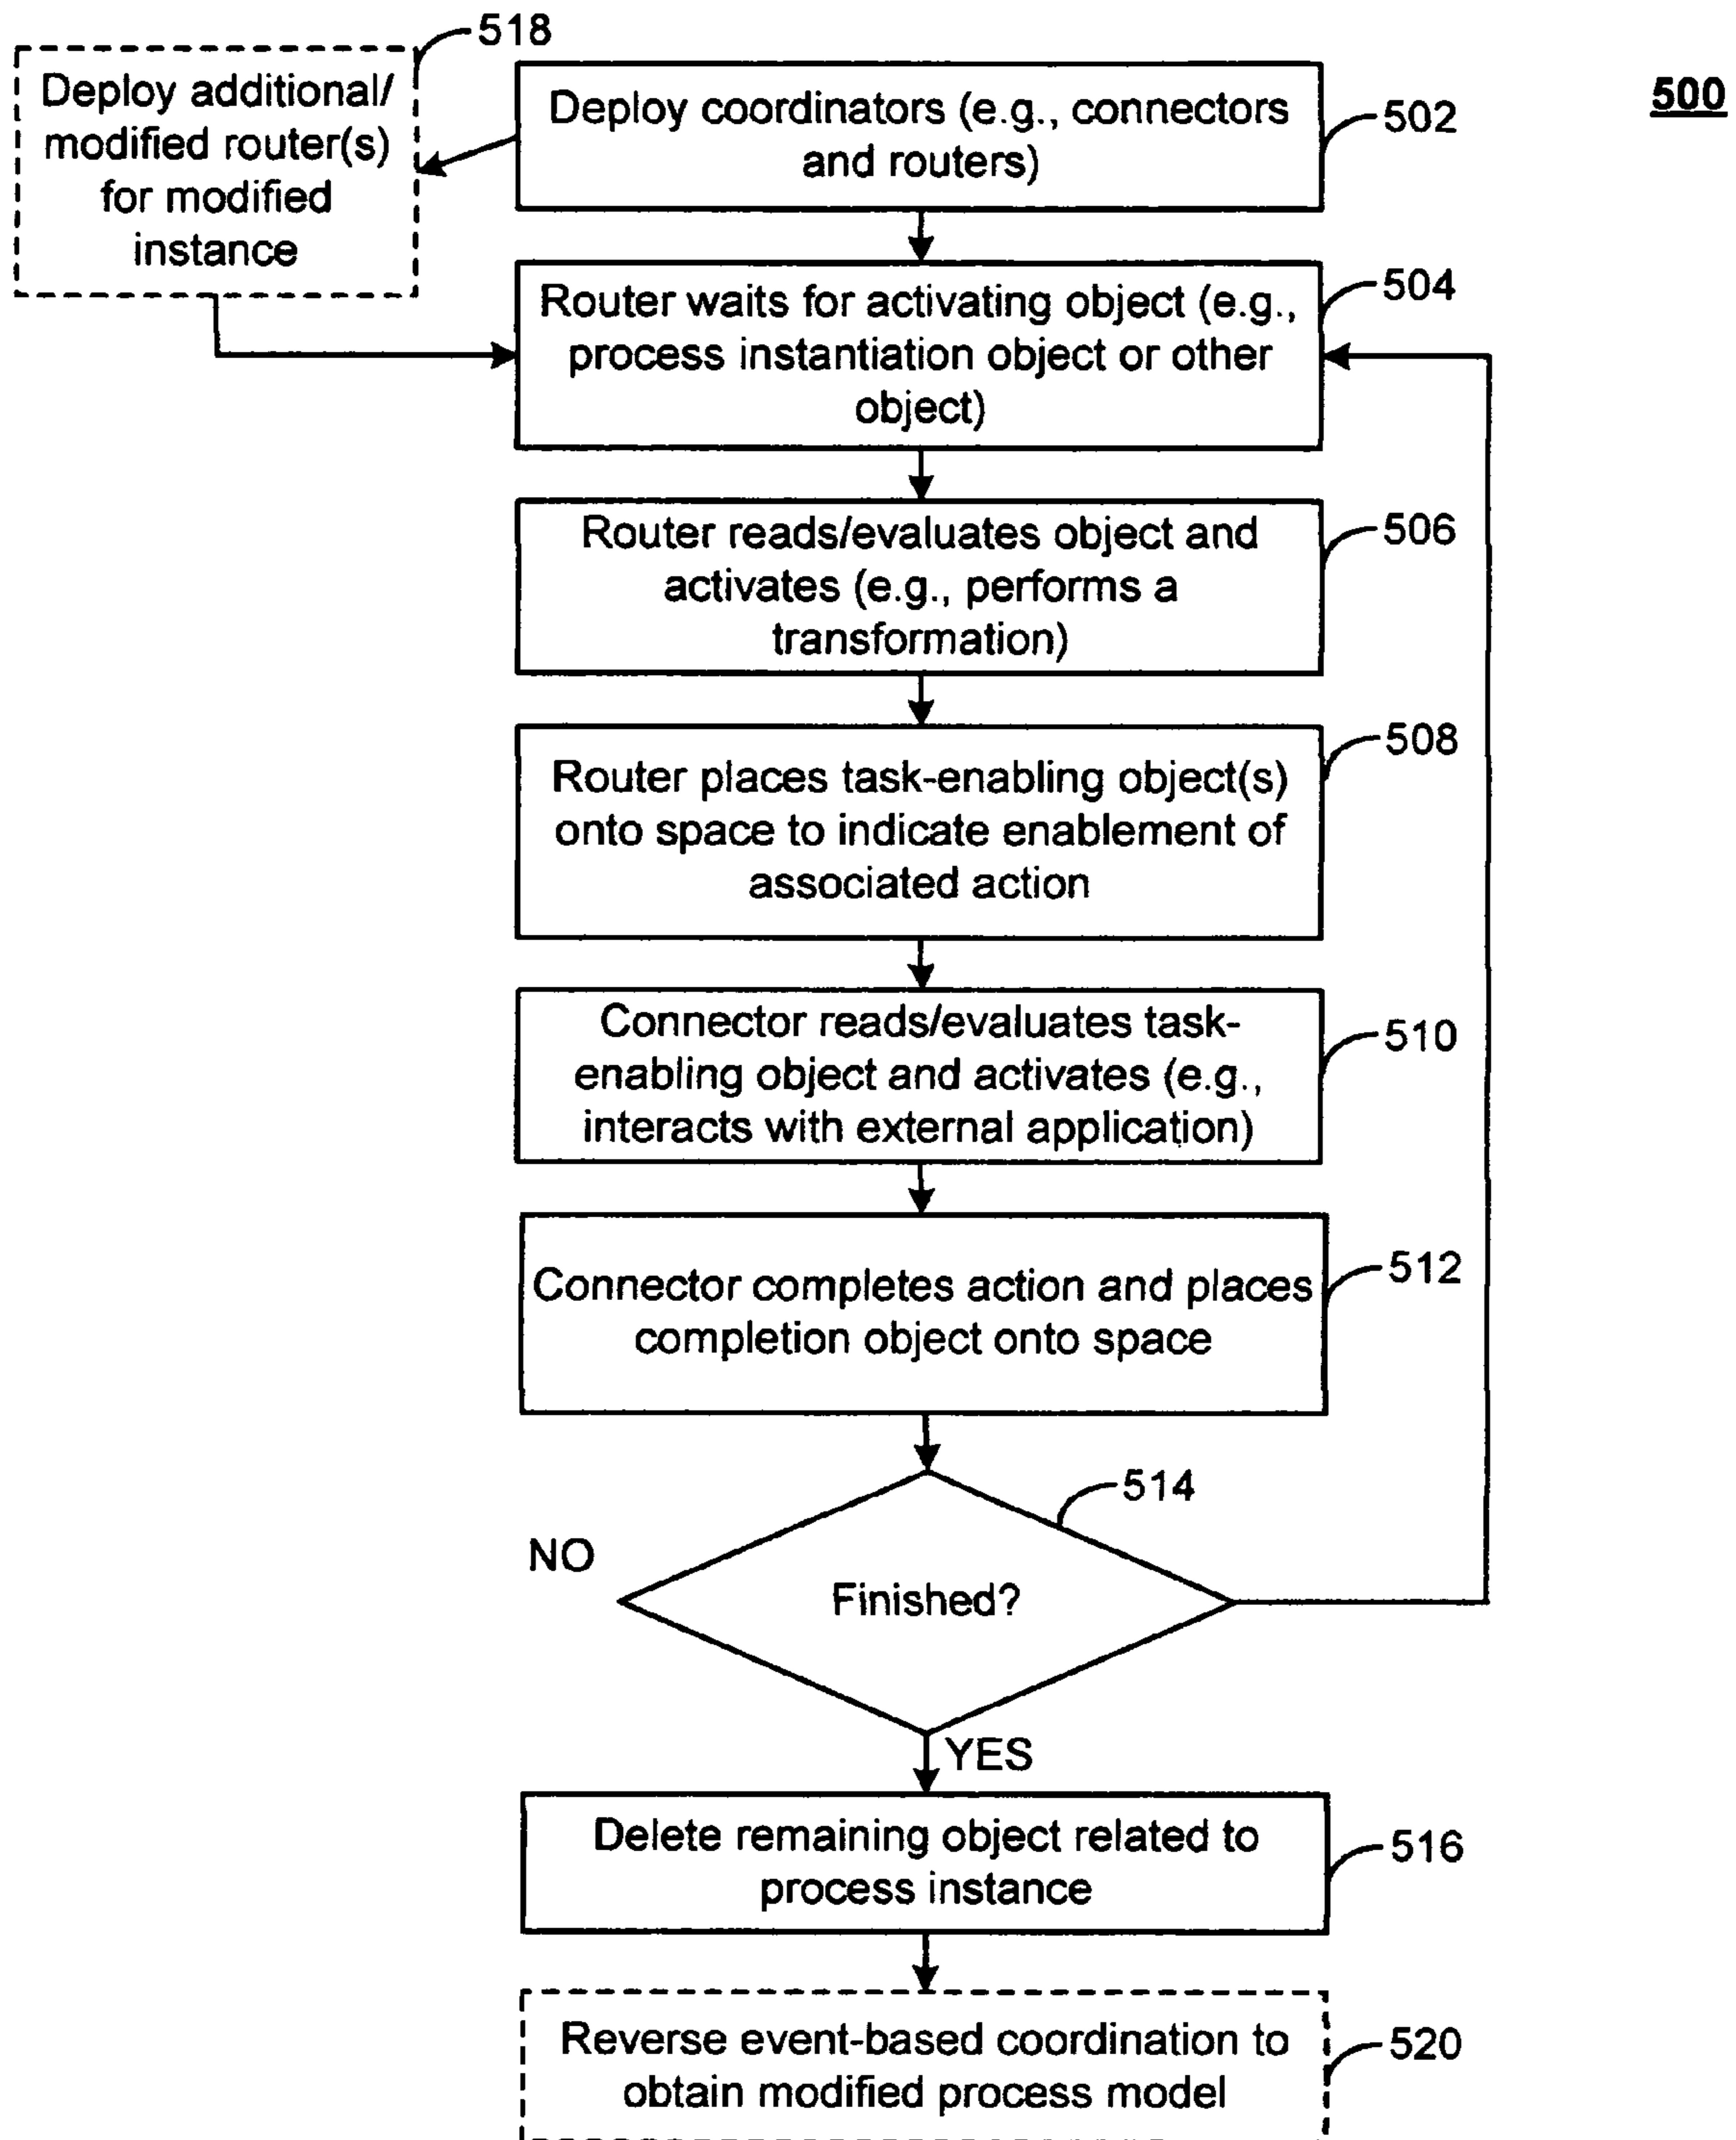 518
Deploy additional/
modified router(s)
for modified
instance
500
Deploy coordinators (e.g., connectors
and routers)
502
Router waits for activating object (e.g.,
process instantiation object or other
object)
504
Router reads/evaluates object and
activates (e.g., performs a
transformation)
506
Router places task-enabling object(s)
onto space to indicate enablement of
associated action
508
Connector reads/evaluates task-
enabling object and activates (e.g.,
interacts with external application)
510
Connector completes action and places
completion object onto space
512
514
NO
Finished?
YES
Delete remaining object related to
process instance
516
Reverse event-based coordination to
obtain modified process model
520